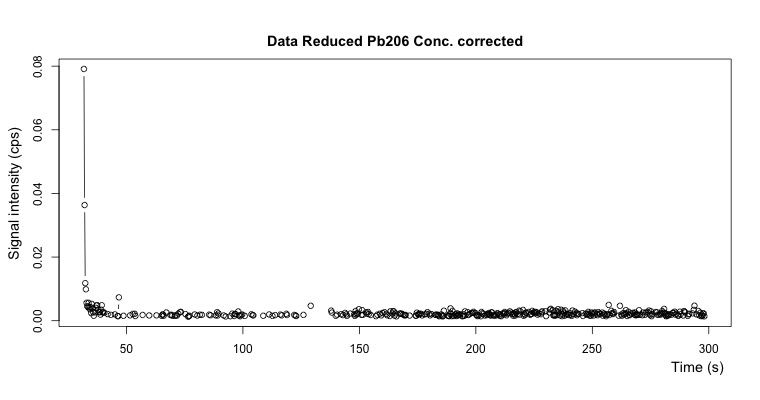 Data Reduced Pb206 Conc. corrected
Signal intensity (cps)
0.08
0.06
0.04
0.02
0.00
50 100 150 200 250 300
Time (s)